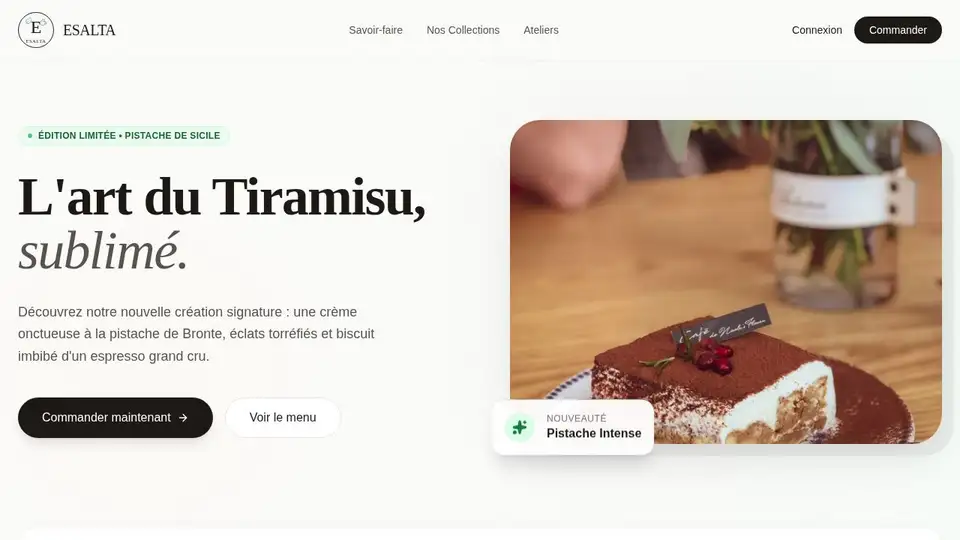 E
ESALTA
ESALTA
Savoir-faire
Nos Collections
Ateliers
Connexion
Commander
ÉDITION LIMITÉE • PISTACHE DE SICILE
L'art du Tiramisu,
sublimé.
Découvrez notre nouvelle création signature : une crème
onctueuse à la pistache de Bronte, éclats torréfiés et biscuit
imbibé d'un espresso grand cru.
Commander maintenant →
Voir le menu
NOUVEAUTÉ
Pistache Intense